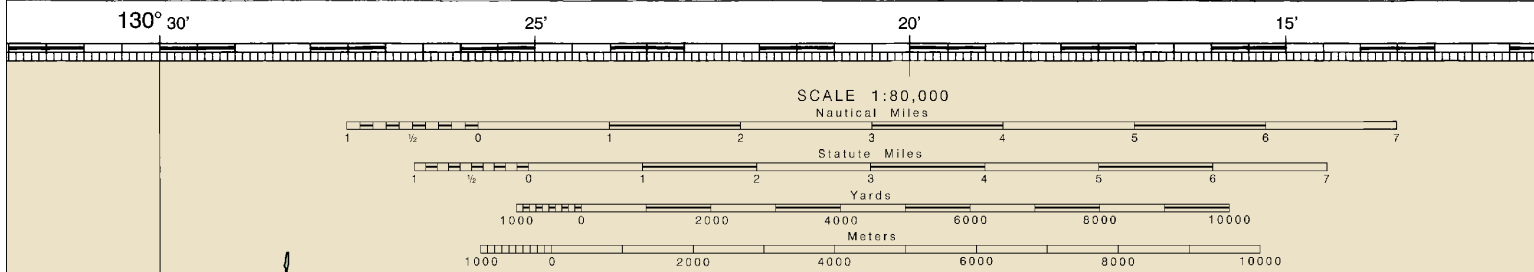 130° 30' 25' 20' 15'
SCALE 1:80,000
Nautical Miles
1 ½ 0 1 2 3 4 5 6 7
Statute Miles
1 ½ 0 1 2 3 4 5 6 7
Yards
1000 0 2000 4000 6000 8000 10000
Meters
1000 0 2000 4000 6000 8000 10000